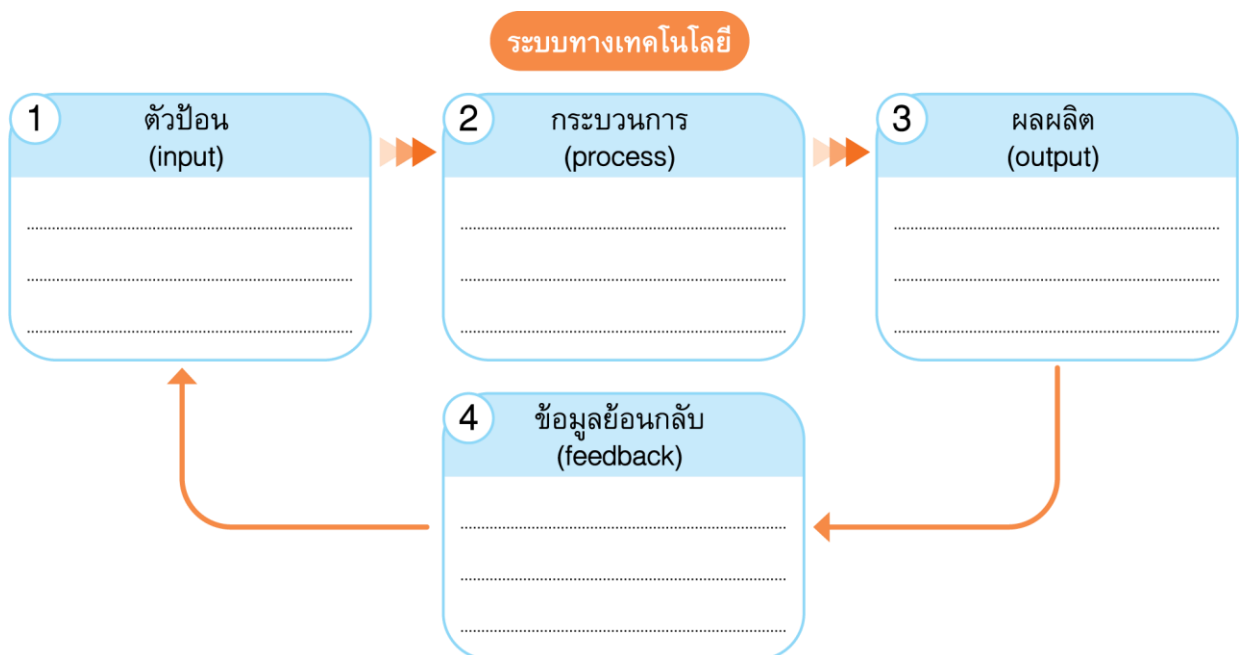 ระบบทางเทคโนโลยี
1
ตัวป้อน
(input)
2
กระบวนการ
(process)
3
ผลผลิต
(output)
4
ข้อมูลย้อนกลับ
(feedback)